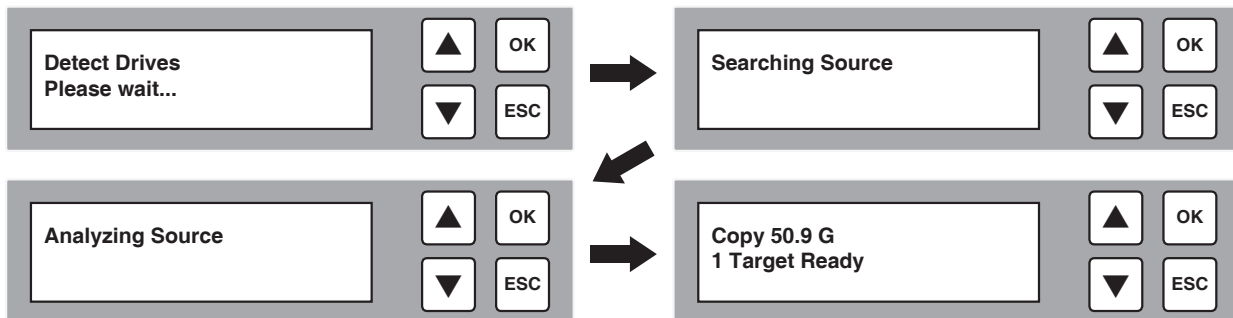 Detect Drives
Please wait...
OK
ESC
Searching Source
OK
ESC
Analyzing Source
OK
ESC
Copy 50.9 G
1 Target Ready
OK
ESC